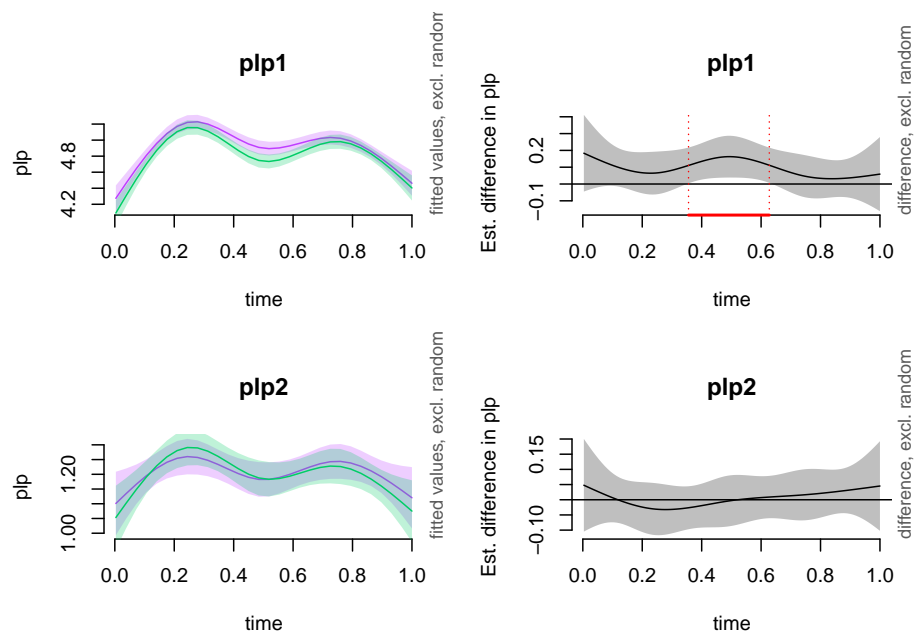 plp1
plp
4.2 4.8
0.0 0.2 0.4 0.6 0.8 1.0
time
fitted values, excl. random
plp1
Est. difference in plp
−0.1 0.2
0.0 0.2 0.4 0.6 0.8 1.0
time
difference, excl. random
plp2
plp
1.00 1.20
0.0 0.2 0.4 0.6 0.8 1.0
time
fitted values, excl. random
plp2
Est. difference in plp
−0.10 0.15
0.0 0.2 0.4 0.6 0.8 1.0
time
difference, excl. random